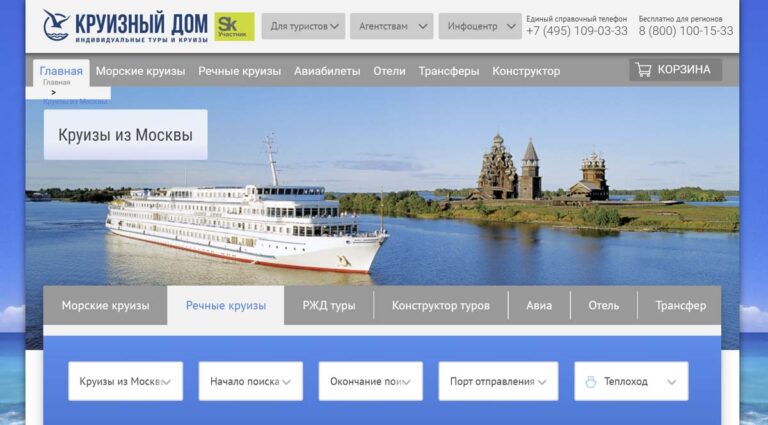 КРУИЗНЫЙ ДОМ
ИНДИВИДУАЛЬНЫЕ ТУРЫ И КРУИЗЫ
Sk
Участник
Для туристов
Агентствам
Инфоцентр
Единый справочный телефон
+7 (495) 109-03-33
Бесплатно для регионов
8 (800) 100-15-33
Главная
Морские круизы
Речные круизы
Авиабилеты
Отели
Трансферы
Конструктор
КОРЗИНА
Главная
>
Круизы из Москвы
Круизы из Москвы
Морские круизы
Речные круизы
РЖД туры
Конструктор туров
Авиа
Отель
Трансфер
Круизы из Москв
Начало поиска
Окончание пои
Порт отправления
Теплоход